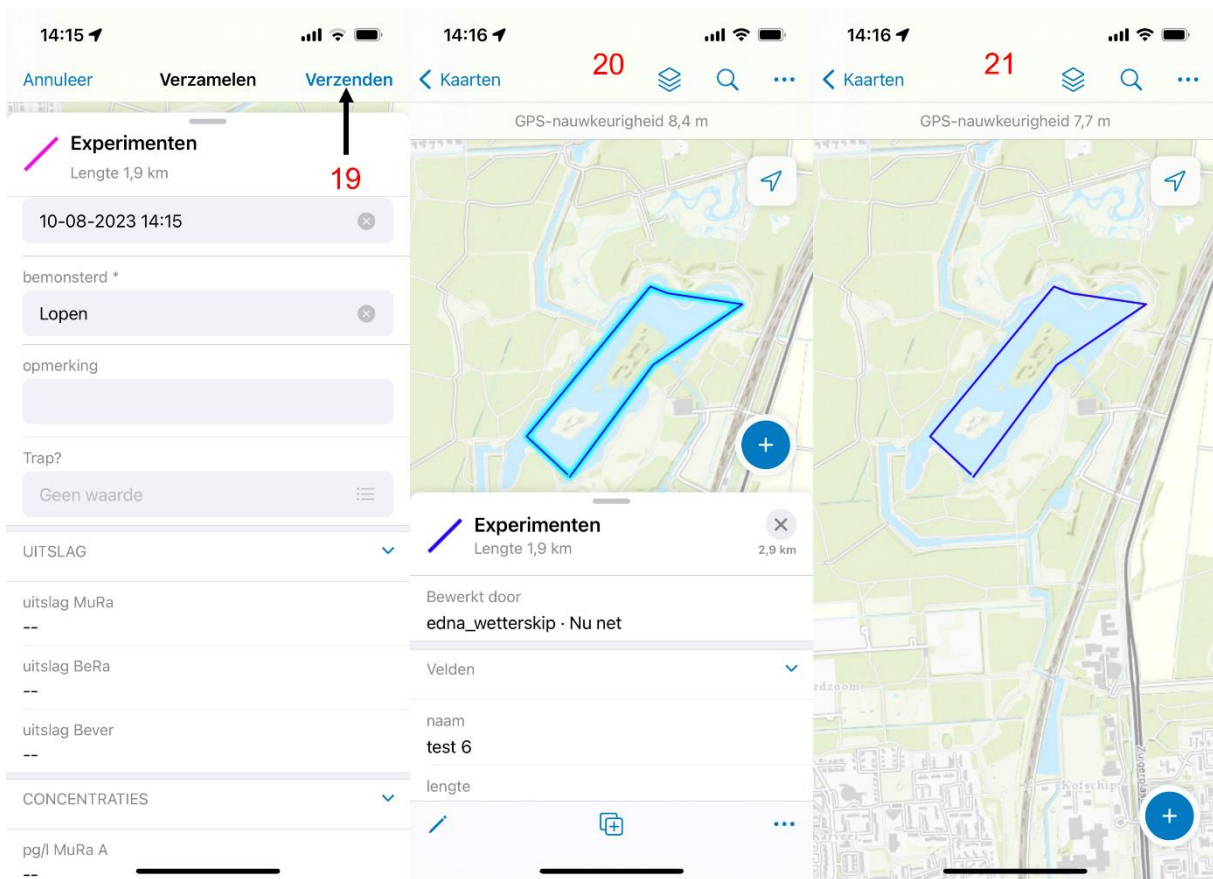 14:15
Annuleer Verzamelen Verzenden
Experimenten
Lengte 1,9 km
19
10-08-2023 14:15
bemonsterd *
Lopen
opmerking
Trap?
Geen waarde
UITSLAG
uitslag MuRa
--
uitslag BeRa
--
uitslag Bever
--
CONCENTRATIES
pg/l MuRa A
--
14:16
Kaarten
20
GPS-nauwkeurigheid 8,4 m
Experimenten
Lengte 1,9 km
2,9 km
Bewerkt door
edna_wetterskip · Nu net
Velden
naam
test 6
lengte
14:16
Kaarten
21
GPS-nauwkeurigheid 7,7 m